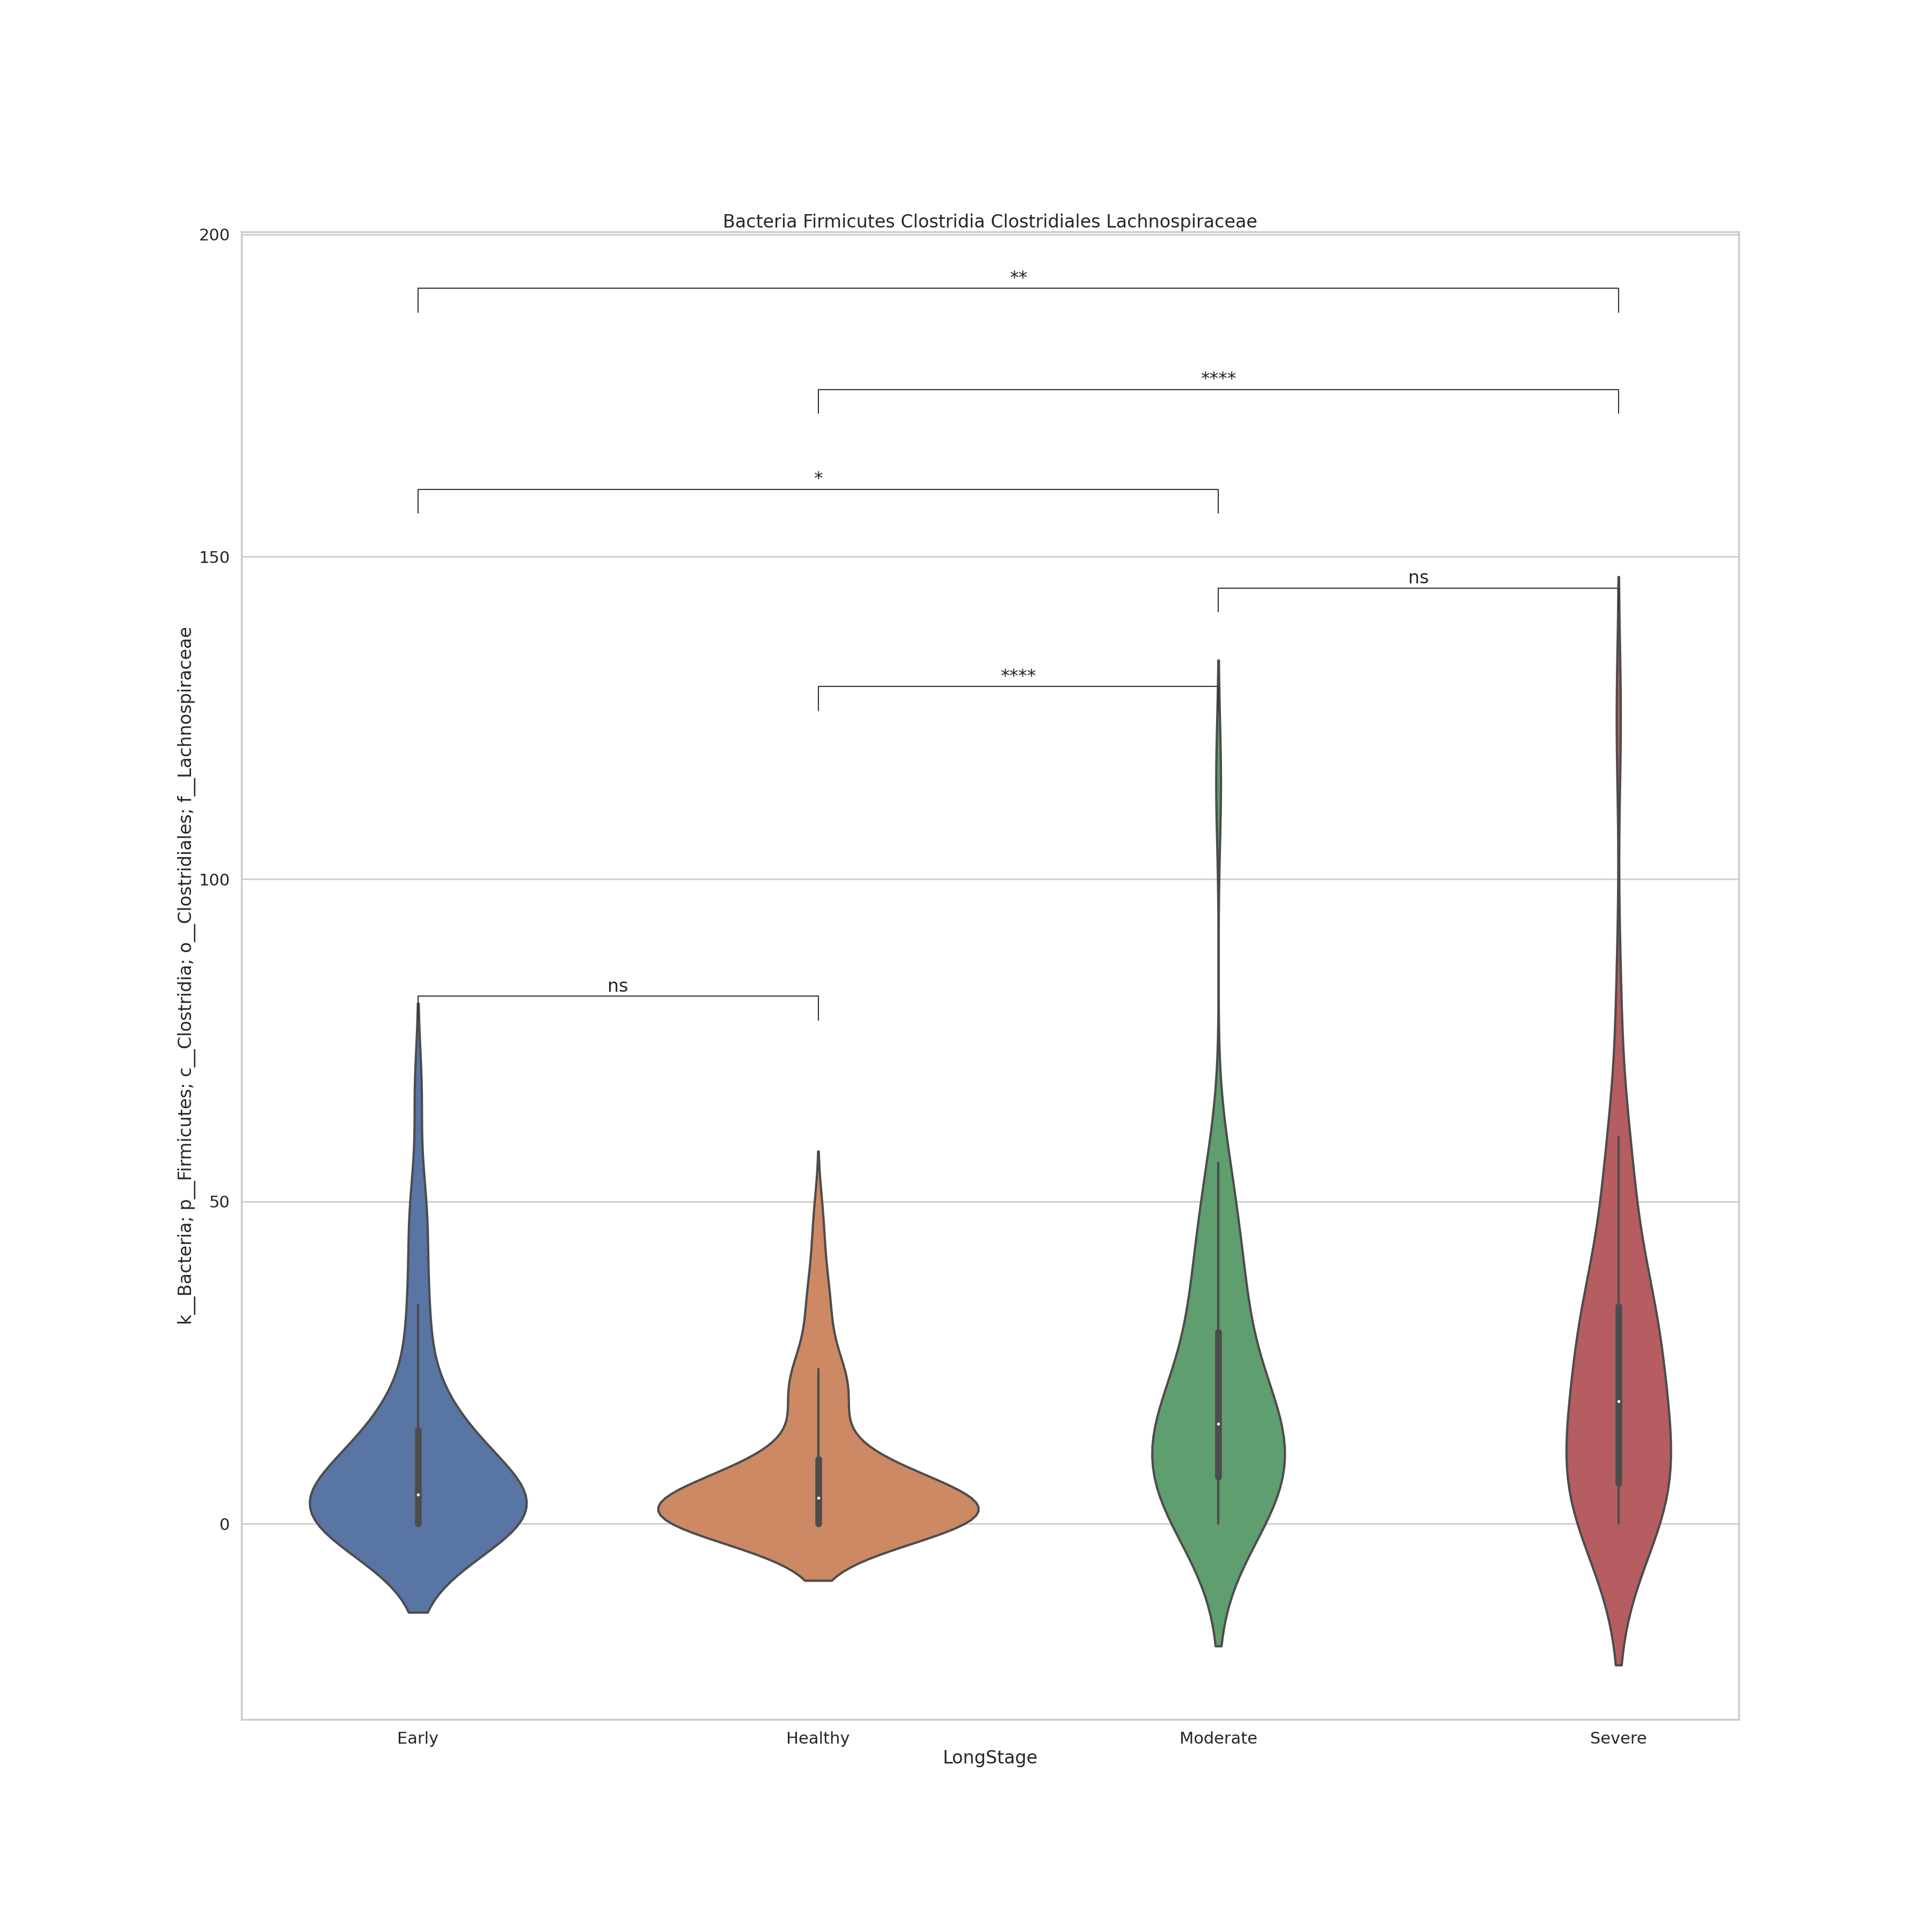 Bacteria Firmicutes Clostridia Clostridiales Lachnospiraceae
200
**
****
*
150
ns
****
100
ns
50
0
k__Bacteria; p__Firmicutes; c__Clostridia; o__Clostridiales; f__Lachnospiraceae
Early Healthy Moderate Severe
LongStage